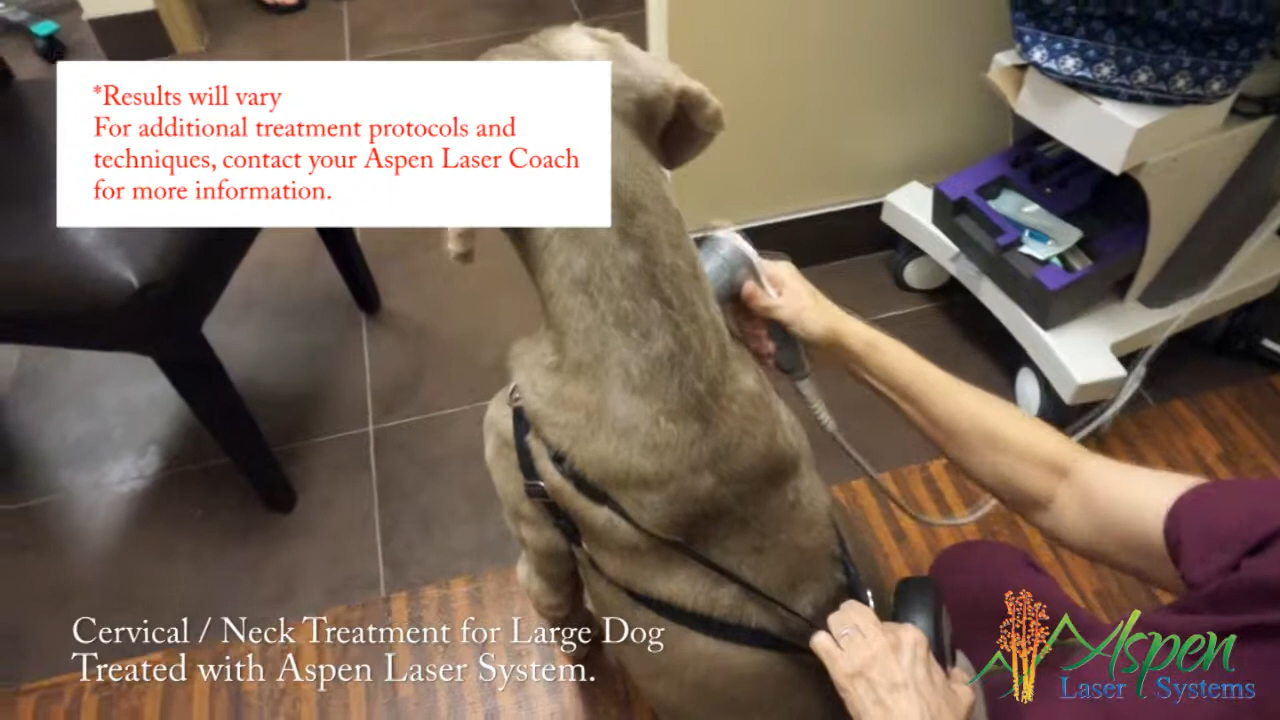 *Results will vary
For additional treatment protocols and
techniques, contact your Aspen Laser Coach
for more information.
Cervical / Neck Treatment for Large Dog
Treated with Aspen Laser System.
Aspen
Laser Systems